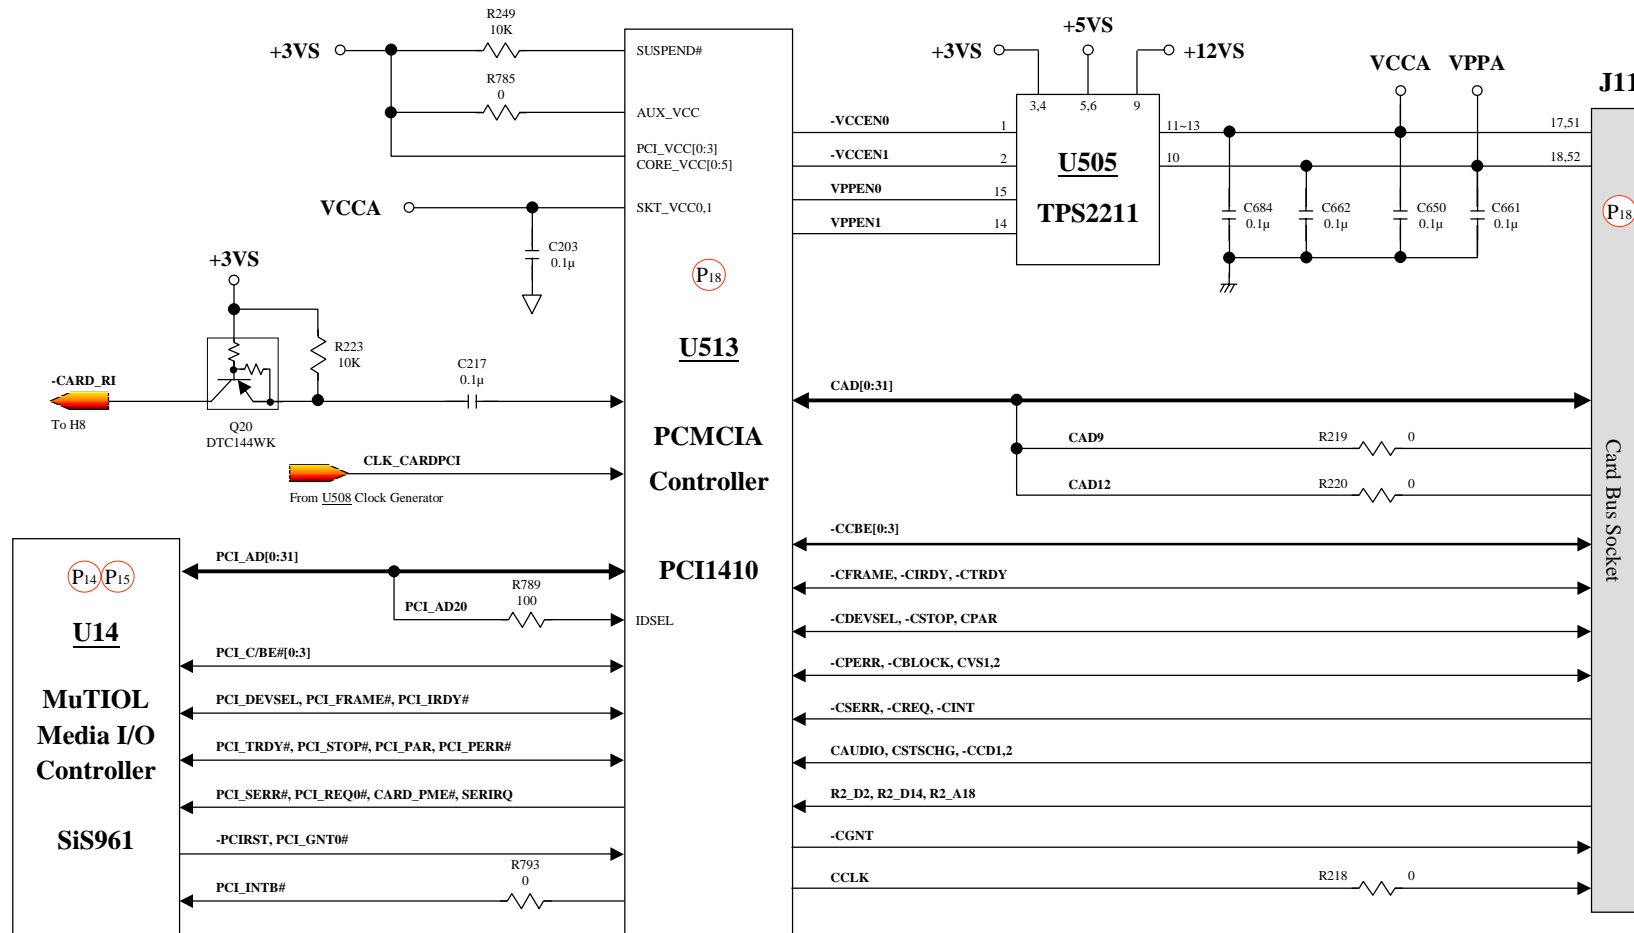 R249
10K
+3VS
SUSPEND#
R785
0
AUX_VCC
PCI_VCC[0:3]
CORE_VCC[0:5]
VCCA
SKT_VCC0,1
C203
0.1μ
+3VS
R223
10K
C217
0.1μ
-CARD_RI
To H8
Q20
DTC144WK
CLK_CARDPCI
From U508 Clock Generator
P18
U513
PCMCIA
Controller
PCI1410
IDSEL
P14
P15
U14
MuTIOL
Media I/O
Controller
SiS961
PCI_AD[0:31]
R789
100
PCI_AD20
PCI_C/BE#[0:3]
PCI_DEVSEL, PCI_FRAME#, PCI_IRDY#
PCI_TRDY#, PCI_STOP#, PCI_PAR, PCI_PERR#
PCI_SERR#, PCI_REQ0#, CARD_PME#, SERIRQ
-PCIRST, PCI_GNT0#
R793
0
PCI_INTB#
+5VS
+3VS
+12VS
3,4
5,6
9
-VCCEN0
1
-VCCEN1
2
VPPEN0
15
VPPEN1
14
U505
TPS2211
11~13
10
VCCA
VPPA
17,51
18,52
C684
0.1μ
C662
0.1μ
C650
0.1μ
C661
0.1μ
J11
P18
Card Bus Socket
CAD[0:31]
CAD9
R219
0
CAD12
R220
0
-CCBE[0:3]
-CFRAME, -CIRDY, -CTRDY
-CDEVSEL, -CSTOP, CPAR
-CPERR, -CBLOCK, CVS1,2
-CSERR, -CREQ, -CINT
CAUDIO, CSTSCHG, -CCD1,2
R2_D2, R2_D14, R2_A18
-CGNT
CCLK
R218
0